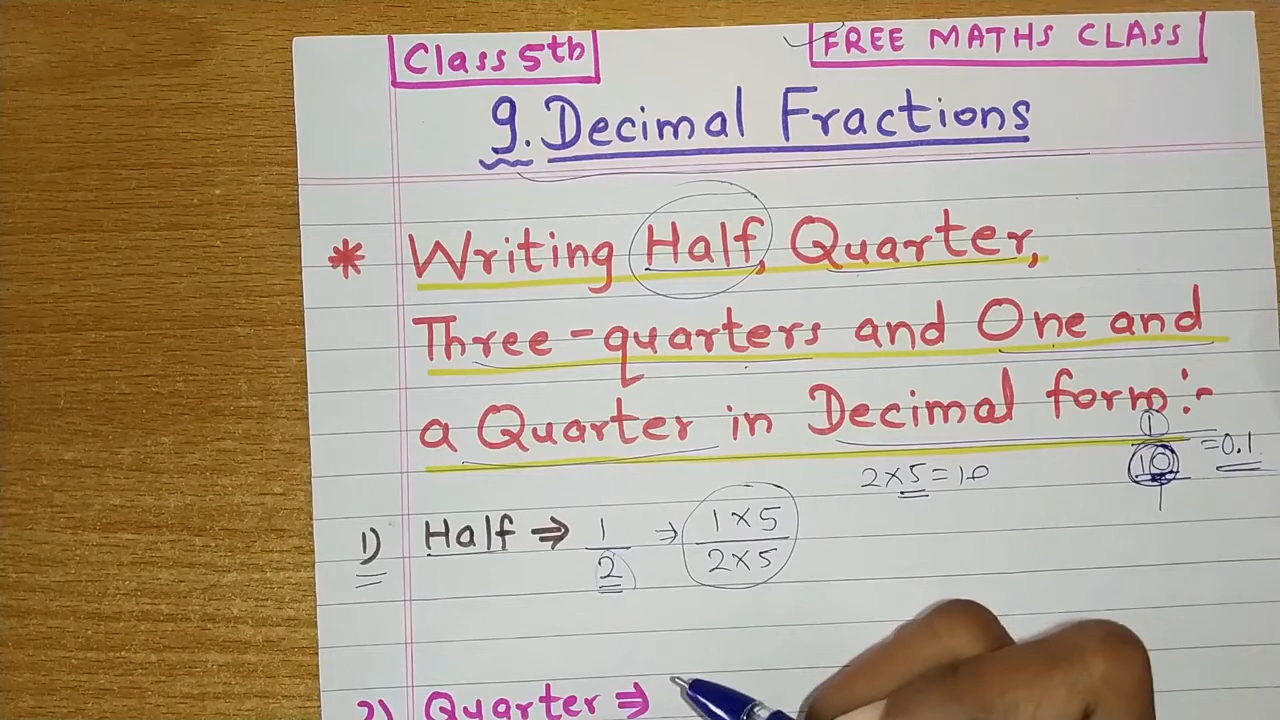 Class 5th
FREE MATHS CLASS
9. Decimal Fractions
* Writing Half, Quarter,
Three-quarters and One and
a Quarter in Decimal form:-
1/10 = 0.1
2×5=10
1) Half ⇒ 1/2 → 1×5/2×5
2) Quarter ⇒